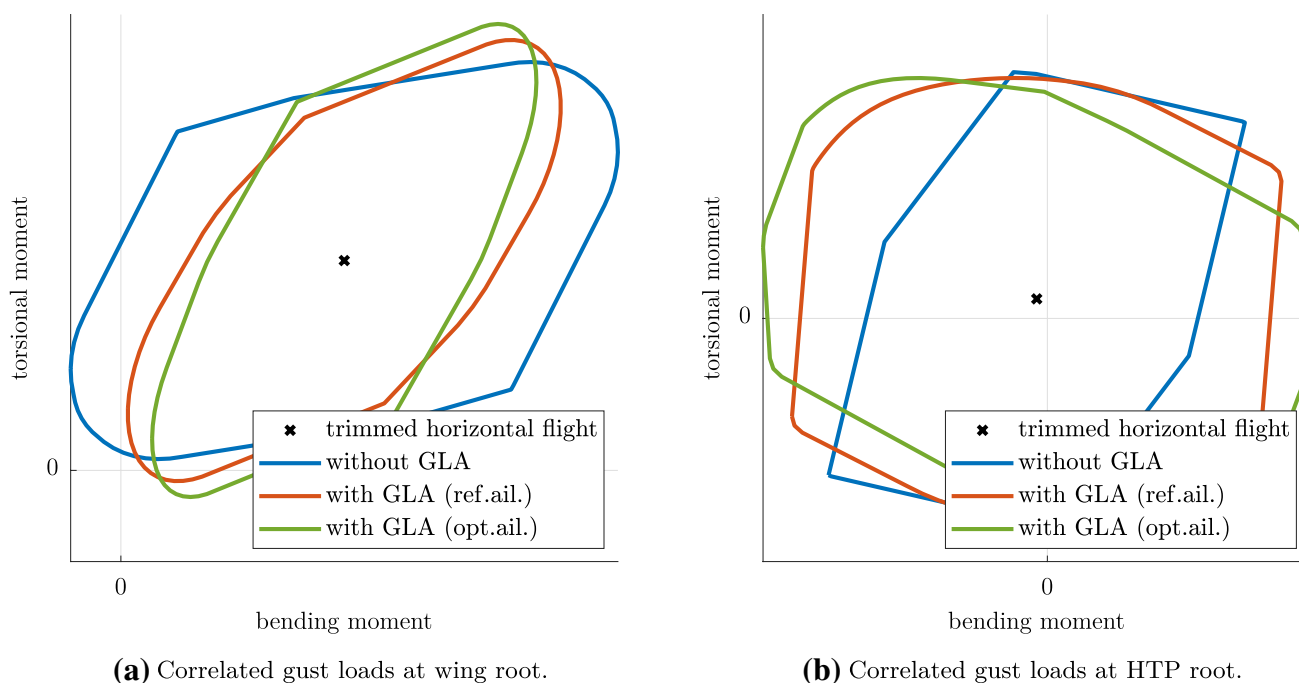 torsional moment
0
trimmed horizontal flight
without GLA
with GLA (ref.ail.)
with GLA (opt.ail.)
0
bending moment
(a) Correlated gust loads at wing root.
torsional moment
0
trimmed horizontal flight
without GLA
with GLA (ref.ail.)
with GLA (opt.ail.)
0
bending moment
(b) Correlated gust loads at HTP root.